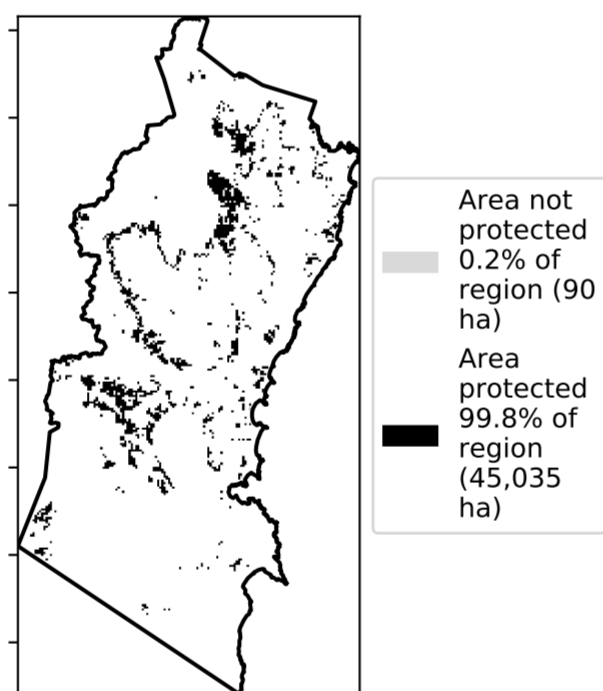 Area not
protected
0.2% of
region (90
ha)
Area
protected
99.8% of
region
(45,035
ha)